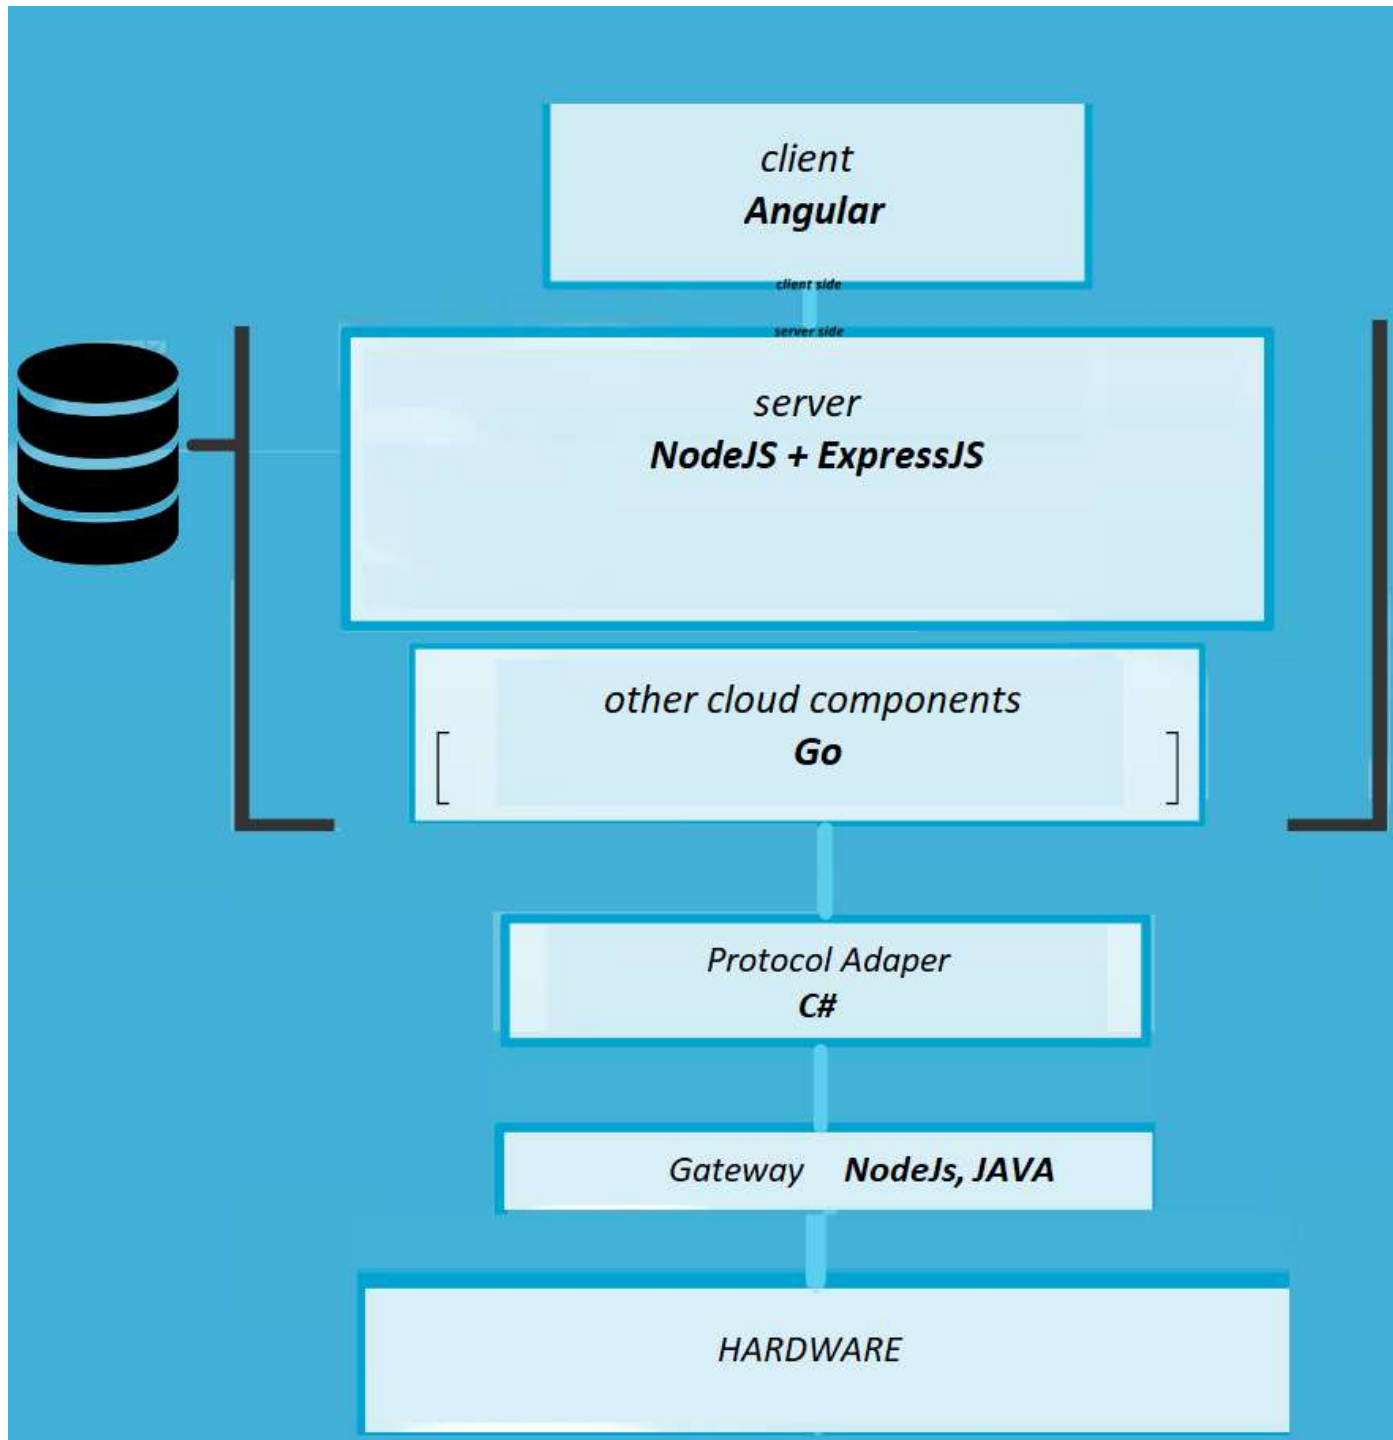 client
Angular
client side
server side
server
NodeJS + ExpressJS
other cloud components
Go
[ ]
Protocol Adaper
C#
Gateway NodeJs, JAVA
HARDWARE